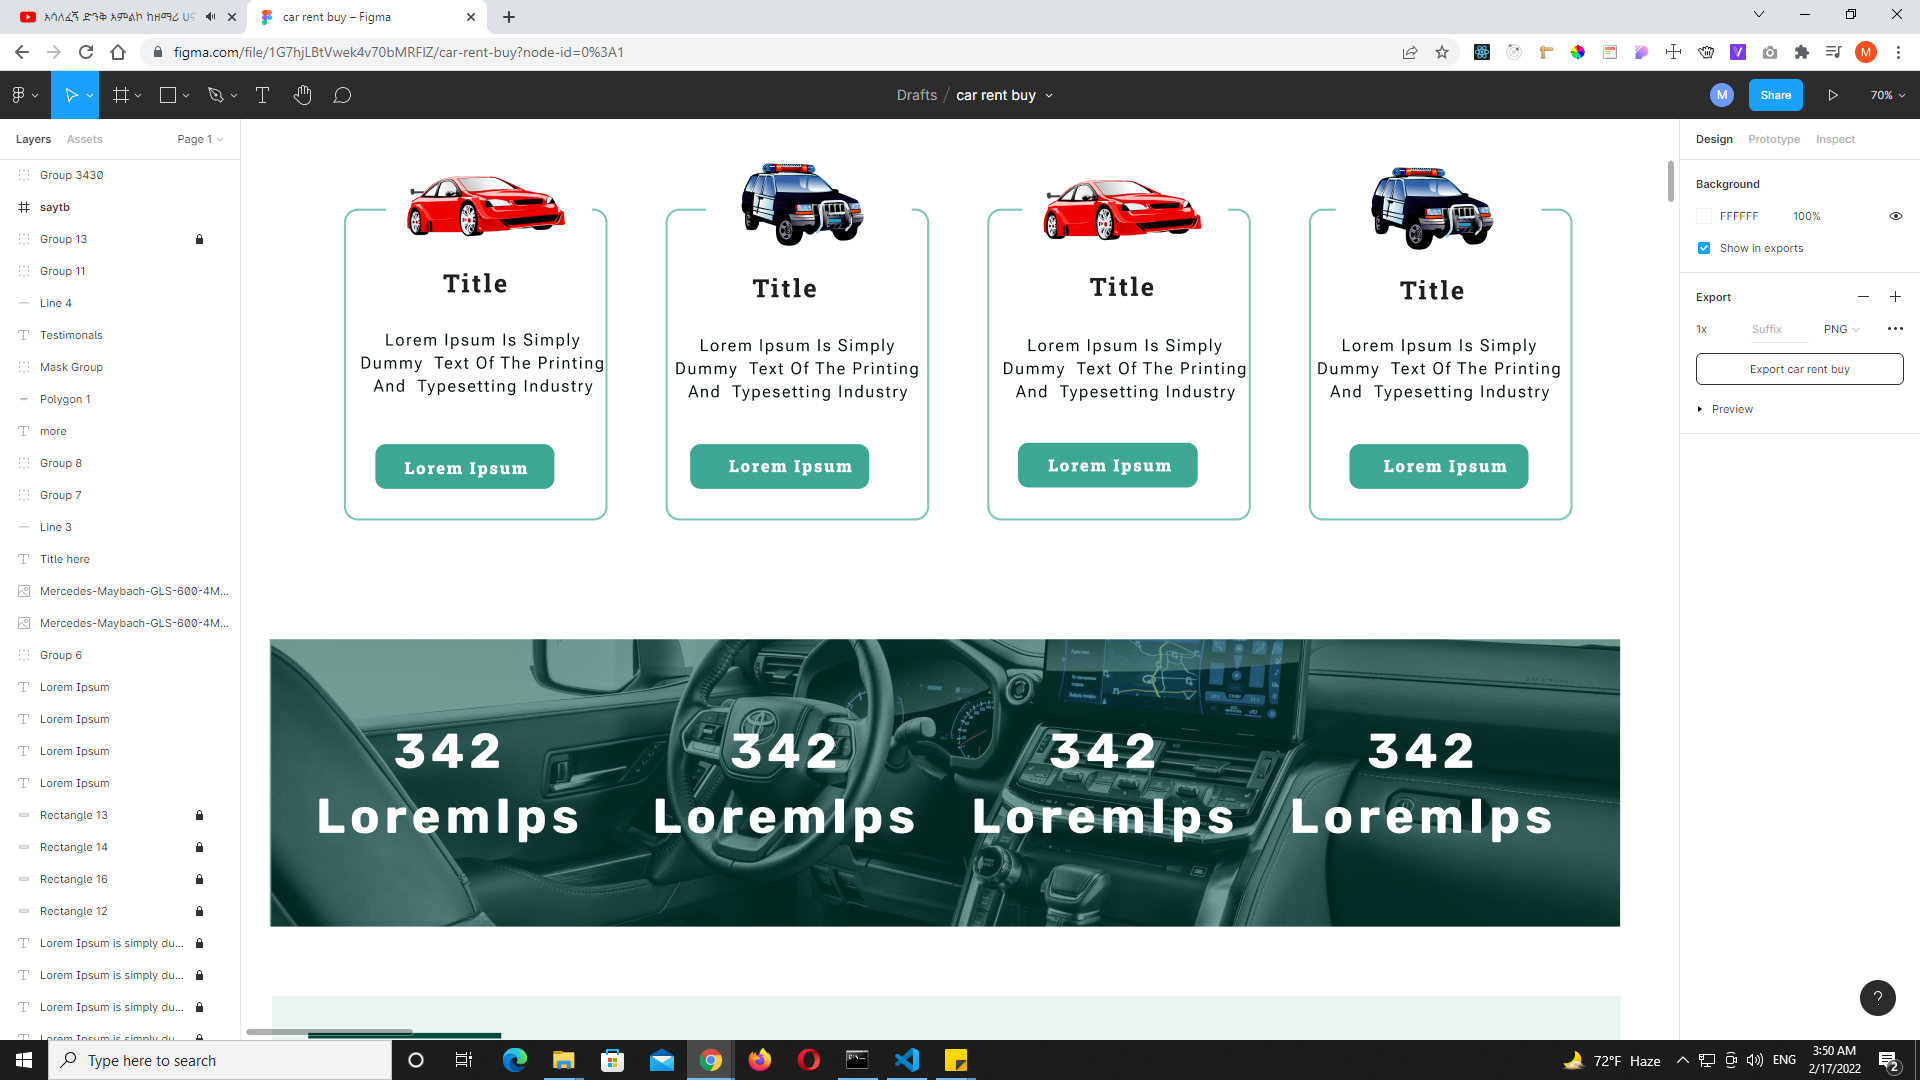 አሳለፈኝ ድንቅ አምልኮ ከዘማሪ ሀና
car rent buy – Figma
figma.com/file/1G7hjLBtVwek4v70bMRFlZ/car-rent-buy?node-id=0%3A1
M
Drafts / car rent buy
M
Share
70%
Layers
Assets
Page 1
Group 3430
saytb
Group 13
Group 11
Line 4
Testimonals
Mask Group
Polygon 1
more
Group 8
Group 7
Line 3
Title here
Mercedes-Maybach-GLS-600-4M...
Mercedes-Maybach-GLS-600-4M...
Group 6
Lorem Ipsum
Lorem Ipsum
Lorem Ipsum
Lorem Ipsum
Rectangle 13
Rectangle 14
Rectangle 16
Rectangle 12
Lorem Ipsum is simply du...
Lorem Ipsum is simply du...
Lorem Ipsum is simply du...
Lorem Ipsum is simply du...
Title
Lorem Ipsum Is Simply
Dummy Text Of The Printing
And Typesetting Industry
Lorem Ipsum
Title
Lorem Ipsum Is Simply
Dummy Text Of The Printing
And Typesetting Industry
Lorem Ipsum
Title
Lorem Ipsum Is Simply
Dummy Text Of The Printing
And Typesetting Industry
Lorem Ipsum
Title
Lorem Ipsum Is Simply
Dummy Text Of The Printing
And Typesetting Industry
Lorem Ipsum
342
LoremIps
342
LoremIps
342
LoremIps
342
LoremIps
Design
Prototype
Inspect
Background
FFFFFF
100%
Show in exports
Export
1x
Suffix
PNG
Export car rent buy
Preview
?
Type here to search
72°F Haze
ENG
3:50 AM
2/17/2022
2